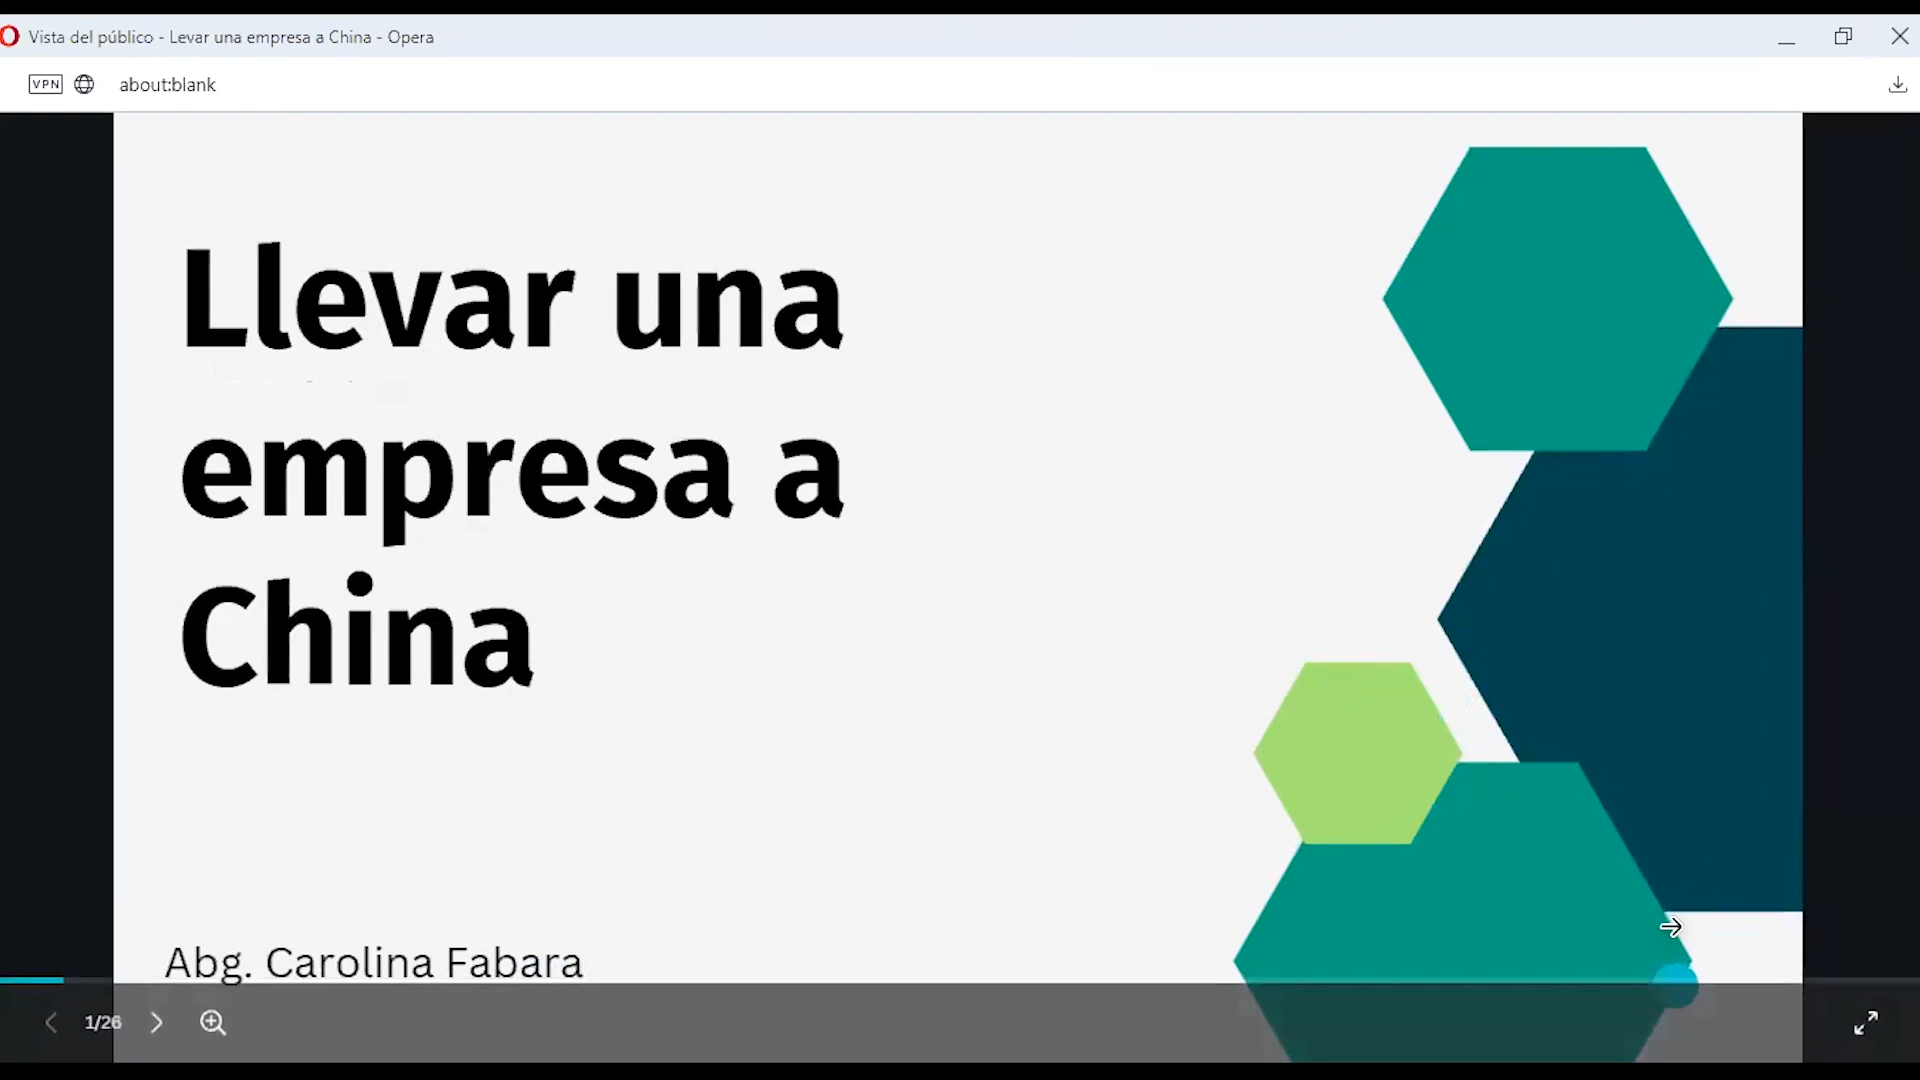 Vista del público - Levar una empresa a China - Opera
VPN
about:blank
Llevar una
empresa a
China
Abg. Carolina Fabara
1/26